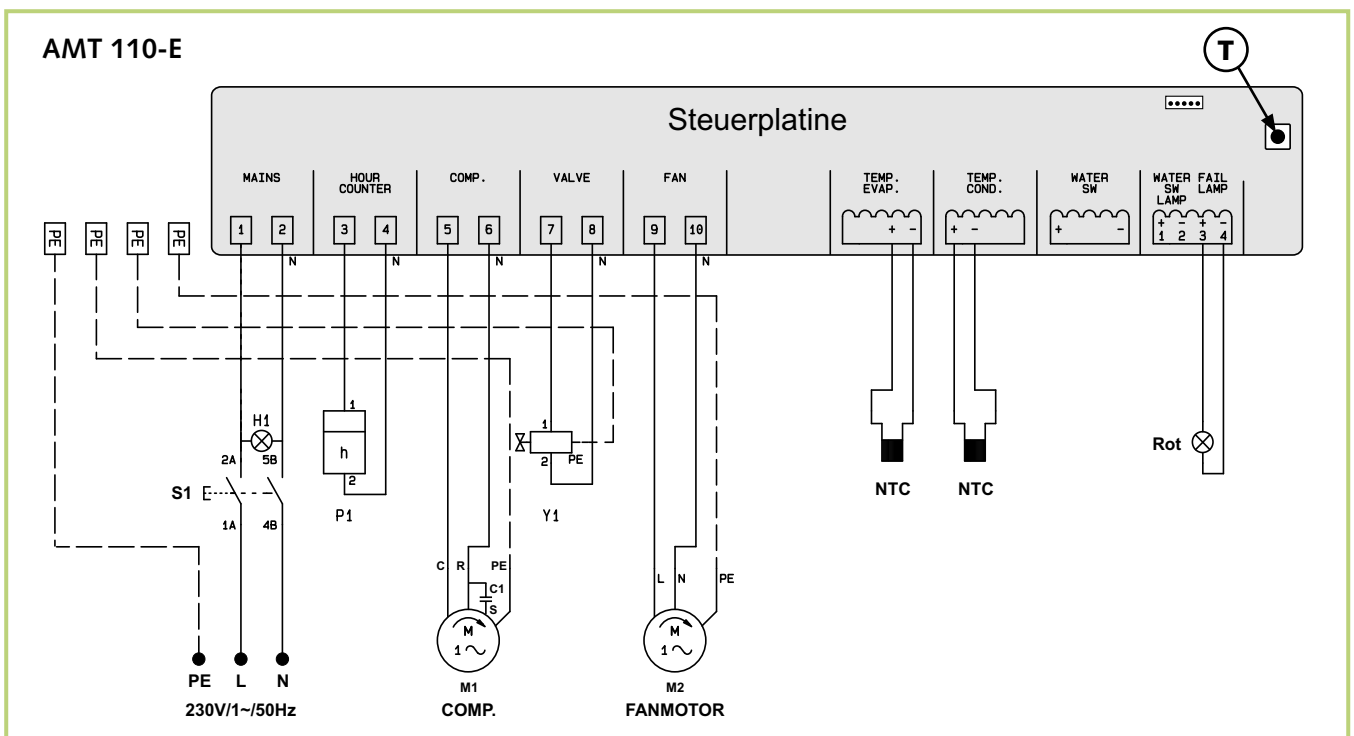 AMT 110-E
T
Steuerplatine
MAINS
HOUR
COUNTER
COMP.
VALVE
FAN
TEMP.
EVAP.
TEMP.
COND.
WATER
SW
WATER FAIL
SW LAMP
LAMP
PE PE PE PE
1 2 3 4 5 6 7 8 9 10
+ -
+ -
+ -
+ - + -
1 2 3 4
N N N N N
H1
2A 5B
S1
1A 4B
1
h
2
P1
1
2 PE
Y1
NTC NTC
Rot
C R PE
C1
S
M
1~
L N PE
M
1~
PE L N
230V/1~/50Hz
M1
COMP.
M2
FANMOTOR